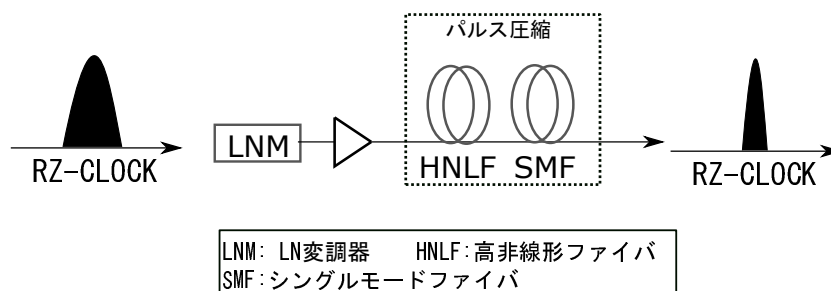 パルス圧縮
LNM
HNLF SMF
RZ-CLOCK
RZ-CLOCK
LNM: LN変調器 HNLF:高非線形ファイバ
SMF:シングルモードファイバ